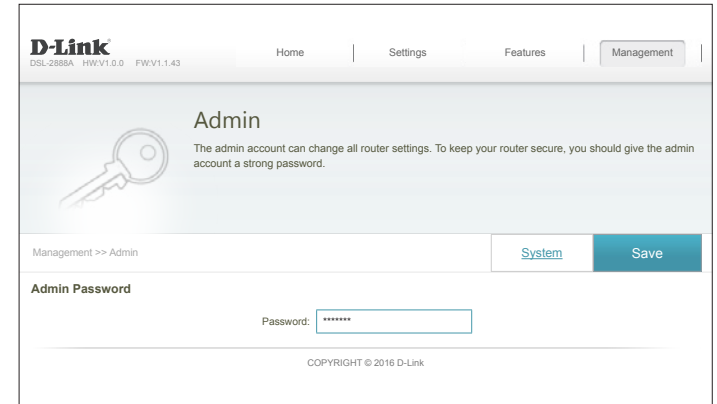 D-Link
DSL-2888A HW:V1.0.0 FW:V1.1.43
Home
Settings
Features
Management
Admin
The admin account can change all router settings. To keep your router secure, you should give the admin
account a strong password.
Management >> Admin
System
Save
Admin Password
Password: *******
COPYRIGHT © 2016 D-Link